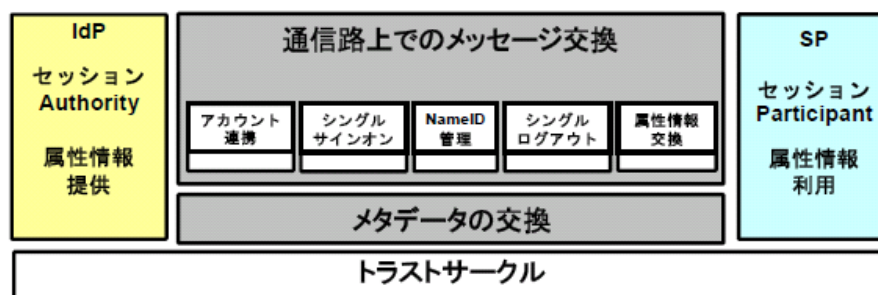 IdP
セッション
Authority
属性情報
提供
通信路上でのメッセージ交換
アカウント
連携
シングル
サインオン
NameID
管理
シングル
ログアウト
属性情報
交換
メタデータの交換
SP
セッション
Participant
属性情報
利用
トラストサークル